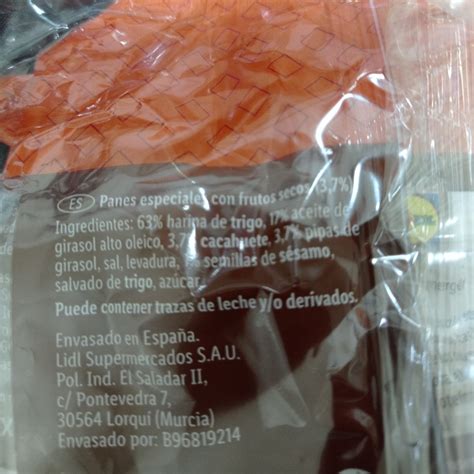 ES Panes especiales con frutos secos (3,7%)
Ingredientes: 63% harina de trigo, 17% aceite de
girasol alto oleico, 3,7% cacahuete, 3,7% pipas de
girasol, sal, levadura, semillas de sésamo,
salvado de trigo, azúcar.
Puede contener trazas de leche y/o derivados.
Envasado en España.
Lidl Supermercados S.A.U.
Pol. Ind. El Saladar II,
c/ Pontevedra 7,
30564 Lorquí (Murcia)
Envasado por: B96819214